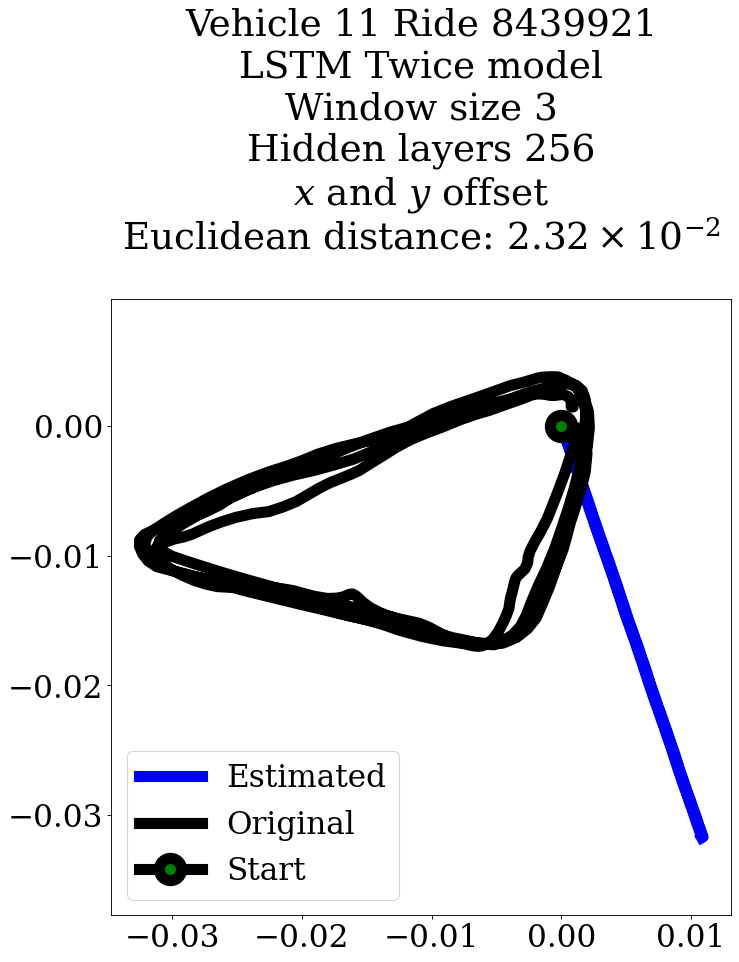 Vehicle 11 Ride 8439921
LSTM Twice model
Window size 3
Hidden layers 256
x and y offset
Euclidean distance: 2.32 × 10⁻²
0.00
−0.01
−0.02
−0.03
Estimated
Original
Start
−0.03 −0.02 −0.01 0.00 0.01